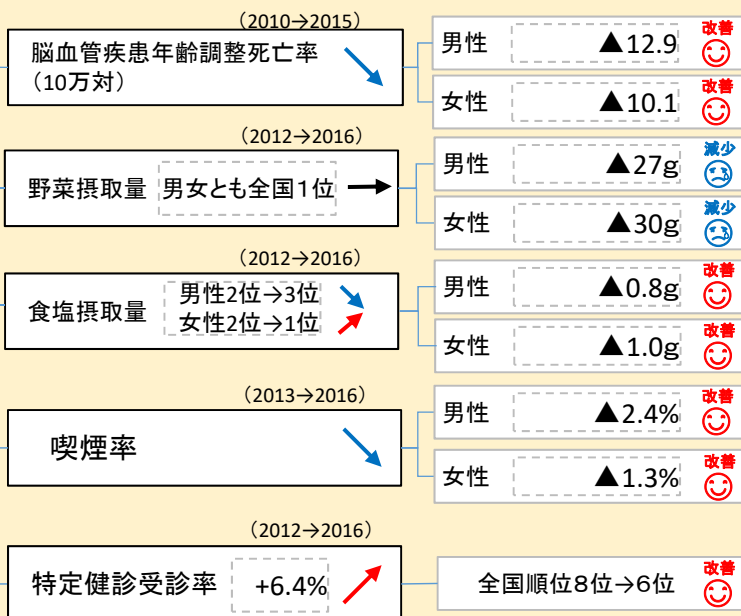 （2010→2015）
脳血管疾患年齢調整死亡率
（10万対）
男性 ▲12.9 改善
女性 ▲10.1 改善
（2012→2016）
野菜摂取量 男女とも全国1位
男性 ▲27g 減少
女性 ▲30g 減少
（2012→2016）
食塩摂取量
男性2位→3位
女性2位→1位
男性 ▲0.8g 改善
女性 ▲1.0g 改善
（2013→2016）
喫煙率
男性 ▲2.4% 改善
女性 ▲1.3% 改善
（2012→2016）
特定健診受診率 +6.4%
全国順位8位→6位 改善